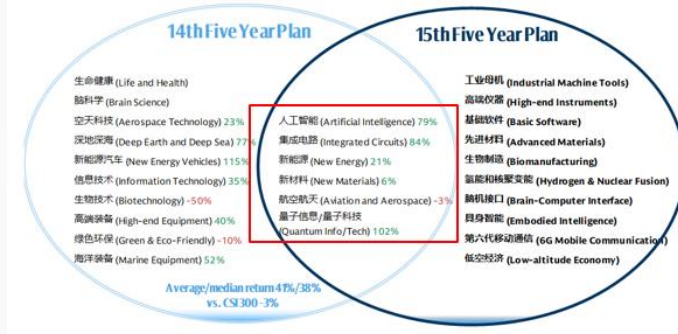 14th Five Year Plan
15th Five Year Plan
生命健康 (Life and Health)
脑科学 (Brain Science)
空天科技 (Aerospace Technology) 23%
深地深海 (Deep Earth and Deep Sea) 77%
新能源汽车 (New Energy Vehicles) 115%
信息技术 (Information Technology) 35%
生物技术 (Biotechnology) -50%
高端装备 (High-end Equipment) 40%
绿色环保 (Green & Eco-Friendly) -10%
海洋装备 (Marine Equipment) 52%
Average/median return 41%/38%
vs. CSI 300 -3%
人工智能 (Artificial Intelligence) 79%
集成电路 (Integrated Circuits) 84%
新能源 (New Energy) 21%
新材料 (New Materials) 6%
航空航天 (Aviation and Aerospace) -3%
量子信息/量子科技
(Quantum Info/Tech) 102%
工业母机 (Industrial Machine Tools)
高端仪器 (High-end Instruments)
基础软件 (Basic Software)
先进材料 (Advanced Materials)
生物制造 (Biomanufacturing)
氢能和核聚变能 (Hydrogen & Nuclear Fusion)
脑机接口 (Brain-Computer Interface)
具身智能 (Embodied Intelligence)
第六代移动通信 (6G Mobile Communication)
低空经济 (Low-altitude Economy)